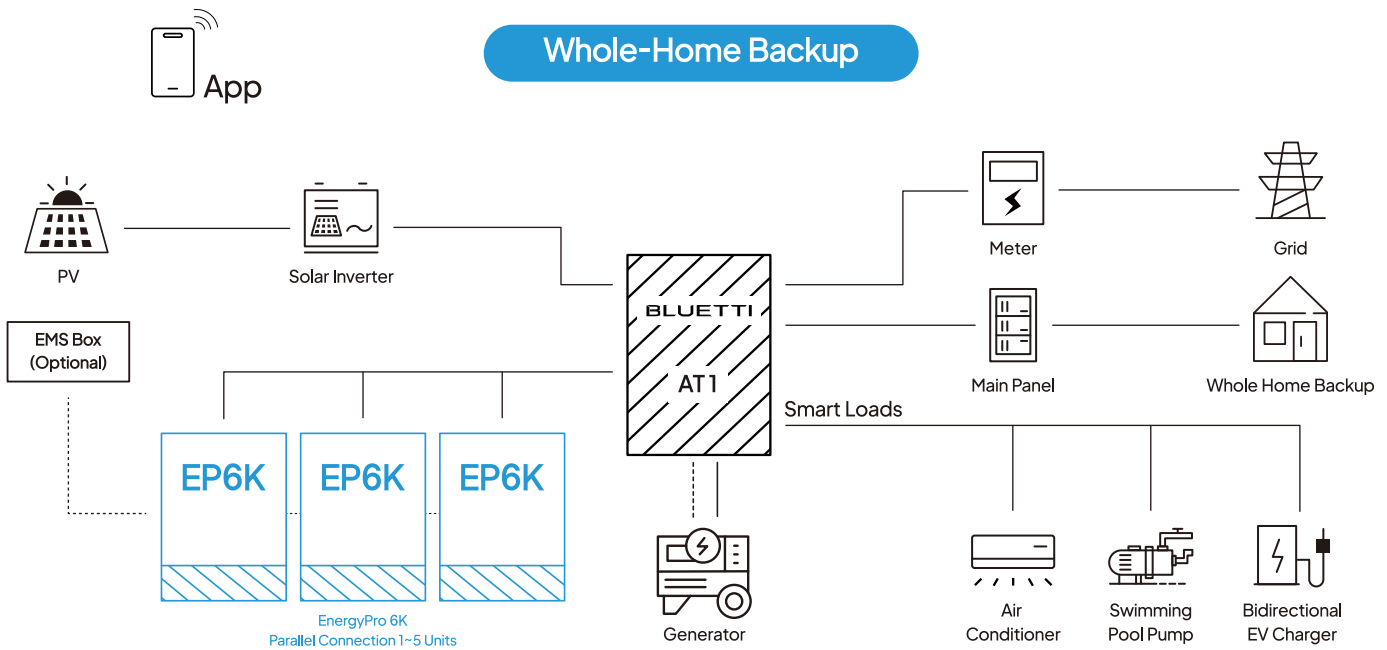 Whole-Home Backup
App
PV
Solar Inverter
Meter
Grid
EMS Box
(Optional)
BLUETTI
AT1
Main Panel
Whole Home Backup
Smart Loads
EP6K
EP6K
EP6K
EnergyPro 6K
Parallel Connection 1~5 Units
Generator
Air
Conditioner
Swimming
Pool Pump
Bidirectional
EV Charger